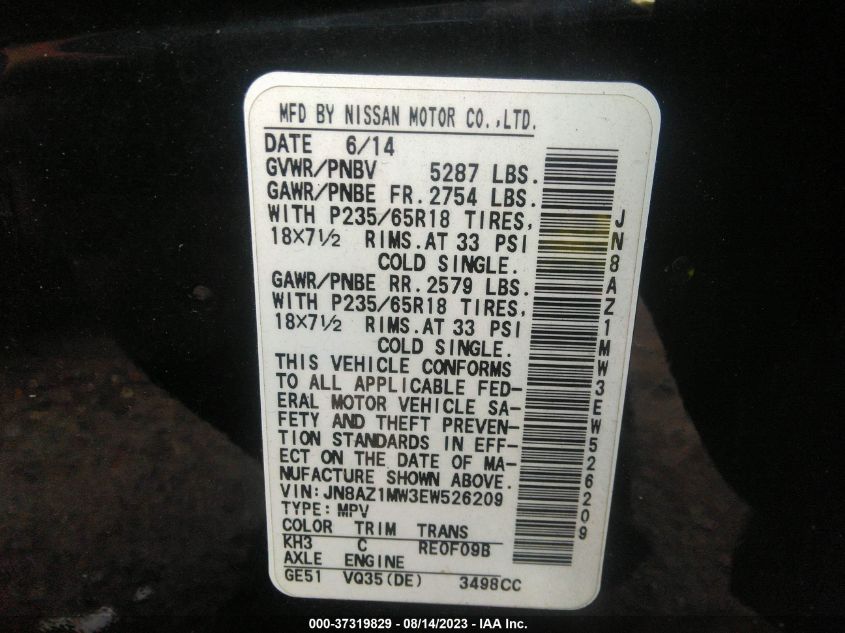 MFD BY NISSAN MOTOR CO.,LTD.
DATE 6/14
GVWR/PNBV 5287 LBS.
GAWR/PNBE FR. 2754 LBS.
WITH P235/65R18 TIRES,
18×7½ RIMS. AT 33 PSI
COLD SINGLE.
GAWR/PNBE RR. 2579 LBS.
WITH P235/65R18 TIRES,
18×7½ RIMS. AT 33 PSI
COLD SINGLE.
THIS VEHICLE CONFORMS
TO ALL APPLICABLE FED-
ERAL MOTOR VEHICLE SA-
FETY AND THEFT PREVEN-
TION STANDARDS IN EFF-
ECT ON THE DATE OF MA-
NUFACTURE SHOWN ABOVE.
VIN: JN8AZ1MW3EW526209
TYPE: MPV
COLOR TRIM TRANS
KH3 C RE0F09B
AXLE ENGINE
GE51 VQ35(DE) 3498CC
JN8AZ1MW3EW526209
000-37319829 - 08/14/2023 - IAA Inc.